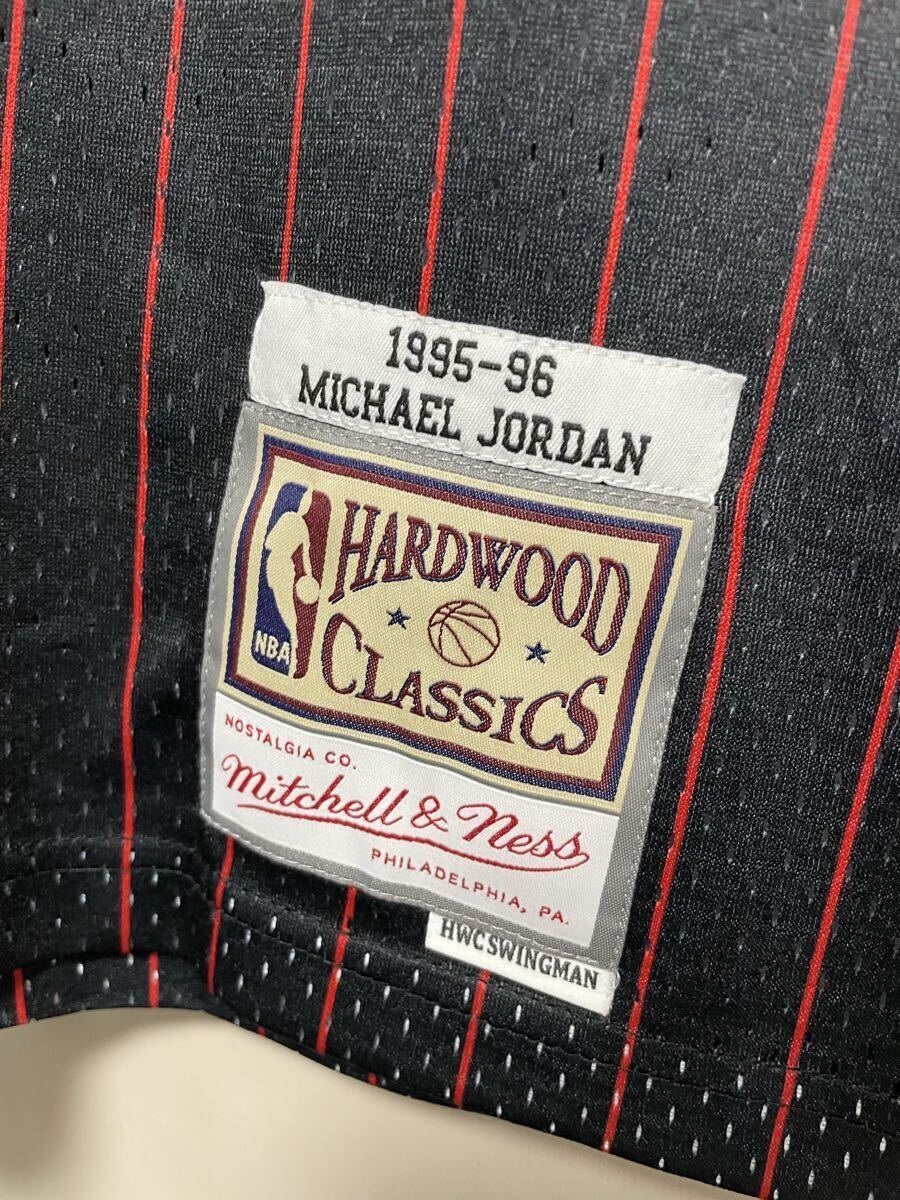 1995-96
MICHAEL JORDAN
HARDWOOD
CLASSICS
NBA
NOSTALGIA CO.
Mitchell & Ness
PHILADELPHIA, PA.
HWC SWINGMAN